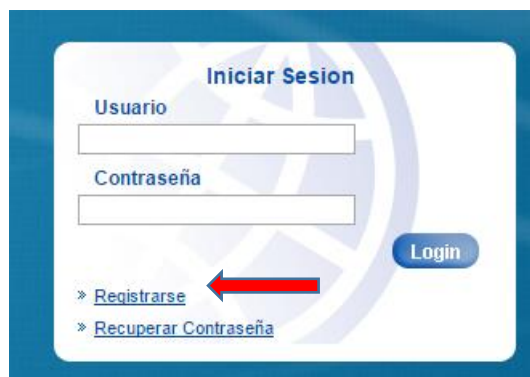 Iniciar Sesion
Usuario
Contraseña
Login
» Registrarse
» Recuperar Contraseña